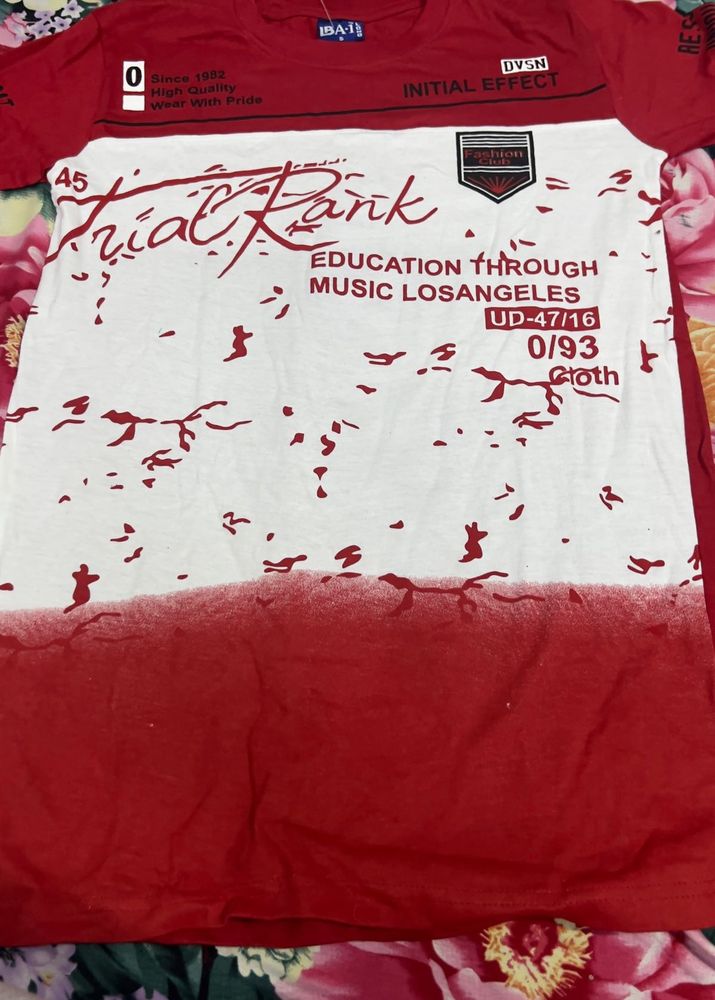 0
Since 1982
High Quality
Wear With Pride
DVSN
INITIAL EFFECT
Fashion
Club
45
Trial Rank
EDUCATION THROUGH
MUSIC LOSANGELES
UD-47/16
0/93
Cloth